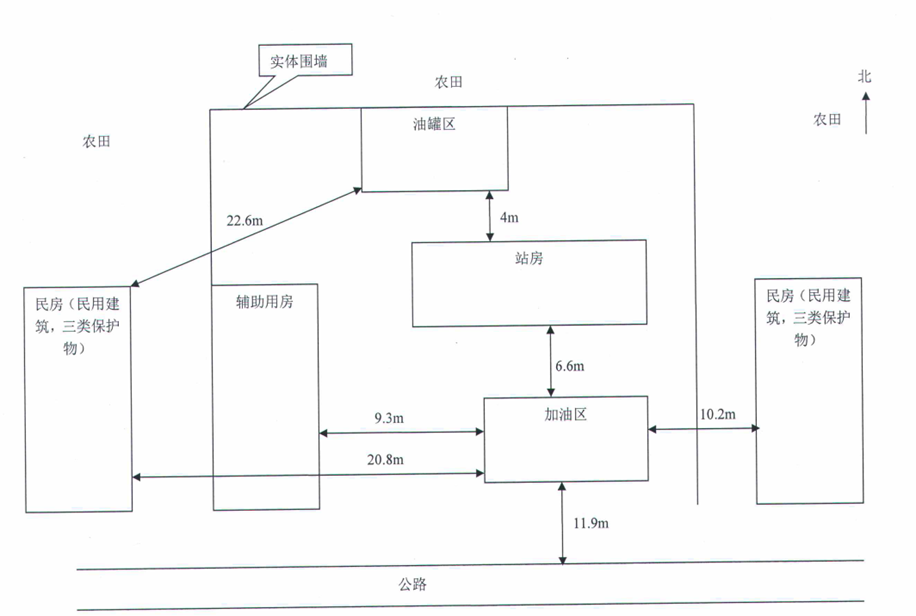 实体围墙
农田
北
农田
农田
油罐区
22.6m
4m
站房
民房（民用建
筑，三类保护
物）
辅助用房
民房（民用建
筑，三类保护
物）
6.6m
加油区
9.3m
10.2m
20.8m
11.9m
公路